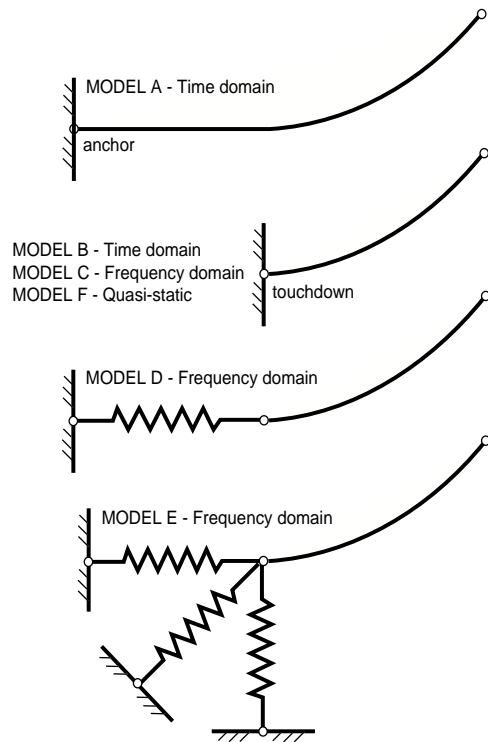 MODEL A - Time domain
anchor
MODEL B - Time domain
MODEL C - Frequency domain
MODEL F - Quasi-static
touchdown
MODEL D - Frequency domain
MODEL E - Frequency domain